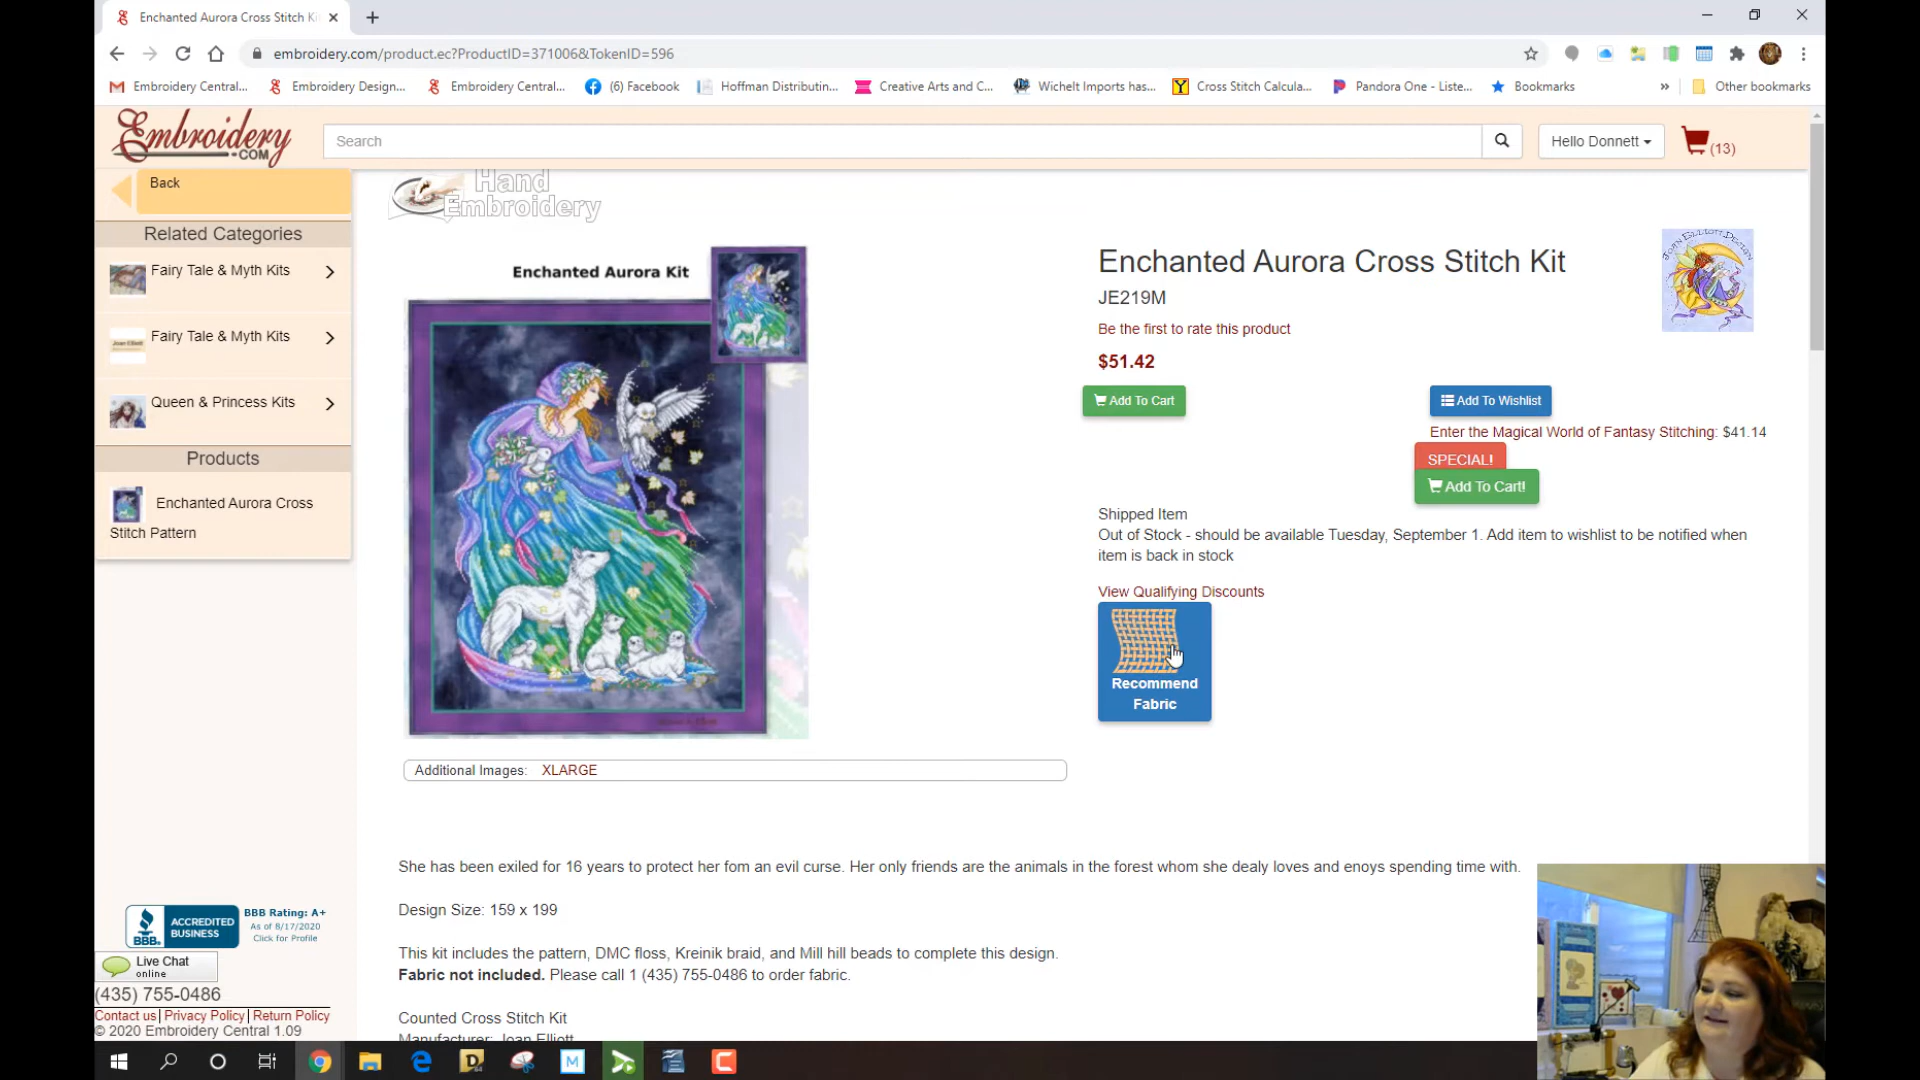 Enchanted Aurora Cross Stitch Ki
embroidery.com/product.ec?ProductID=371006&TokenID=596
Embroidery Central...
Embroidery Design...
Embroidery Central...
(6) Facebook
Hoffman Distributin...
Creative Arts and C...
Wichelt Imports has...
Cross Stitch Calcula...
Pandora One - Liste...
Bookmarks
Other bookmarks
Embroidery
.COM
Search
Hello Donnett
(13)
Back
Hand
Embroidery
Related Categories
Fairy Tale & Myth Kits
Fairy Tale & Myth Kits
Queen & Princess Kits
Products
Enchanted Aurora Cross
Stitch Pattern
Enchanted Aurora Kit
Enchanted Aurora Cross Stitch Kit
JE219M
Be the first to rate this product
$51.42
Add To Cart
Add To Wishlist
Enter the Magical World of Fantasy Stitching: $41.14
SPECIAL!
Add To Cart!
Shipped Item
Out of Stock - should be available Tuesday, September 1. Add item to wishlist to be notified when
item is back in stock
View Qualifying Discounts
Recommend
Fabric
Additional Images: XLARGE
She has been exiled for 16 years to protect her fom an evil curse. Her only friends are the animals in the forest whom she dealy loves and enoys spending time with.
Design Size: 159 x 199
This kit includes the pattern, DMC floss, Kreinik braid, and Mill hill beads to complete this design.
Fabric not included. Please call 1 (435) 755-0486 to order fabric.
Counted Cross Stitch Kit
Manufacturer: Joan Elliott
BBB
ACCREDITED
BUSINESS
BBB Rating: A+
As of 8/17/2020
Click for Profile
Live Chat
online
(435) 755-0486
Contact us| Privacy Policy| Return Policy
© 2020 Embroidery Central 1.09